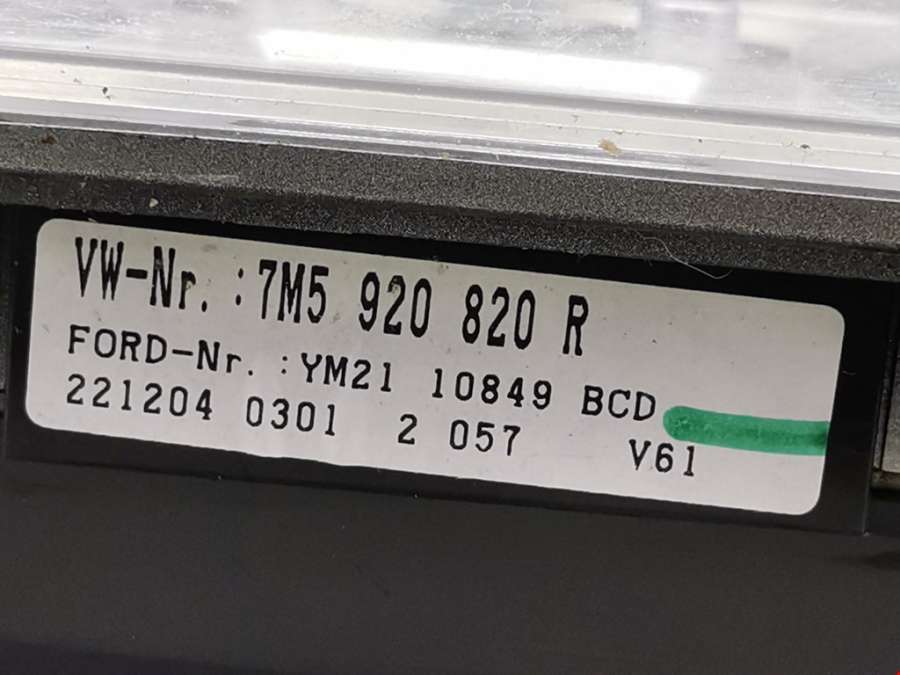 VW-Nr. :7M5 920 820 R
FORD-Nr. :YM21 10849 BCD
221204 0301 2 057 V61